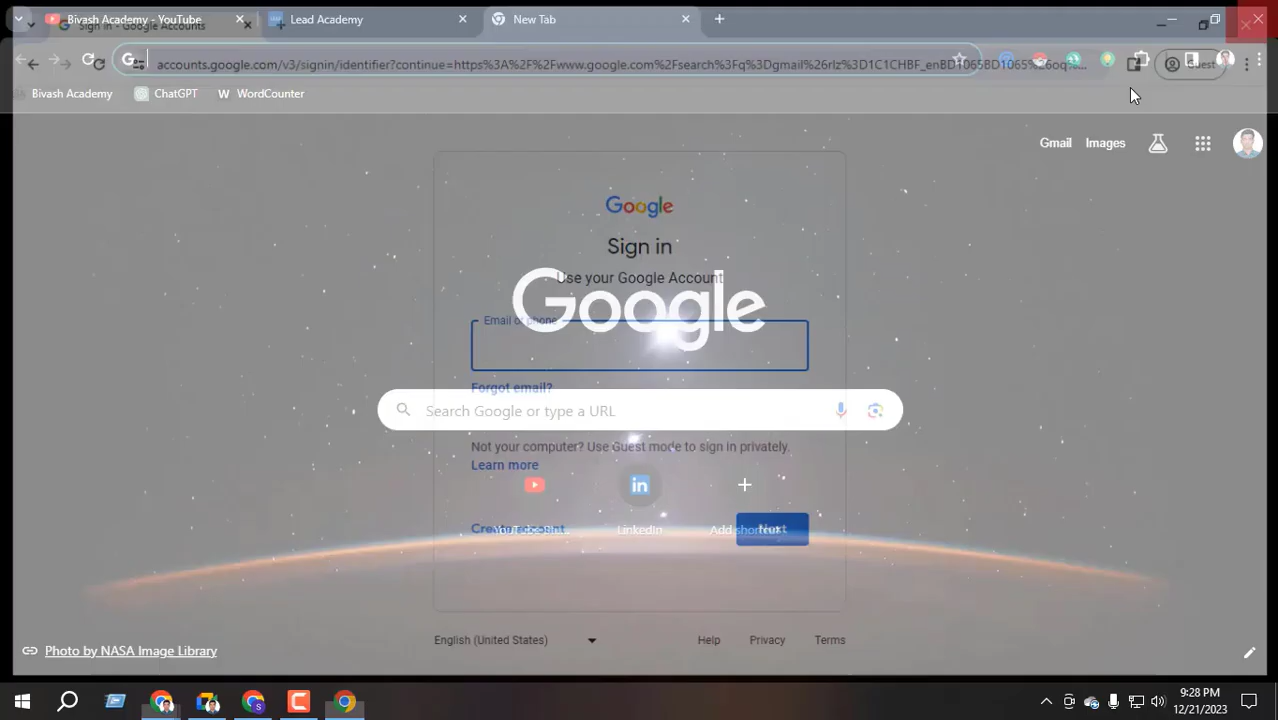 Bivash Academy - YouTube
Lead Academy
New Tab
Sign in - Google Accounts
accounts.google.com/v3/signin/identifier?continue=https%3A%2F%2Fwww.google.com%2Fsearch%3Fq%3Dgmail%26rlz%3D1C1CHBF_enBD1065BD1065%26oq%...
Guest
Bivash Academy
ChatGPT
W WordCounter
Gmail
Images
Google
Sign in
Use your Google Account
Google
Email or phone
Forgot email?
Search Google or type a URL
Not your computer? Use Guest mode to sign in privately.
Learn more
in
Create account
Next
LinkedIn
Add shortcut
English (United States)
Help
Privacy
Terms
Photo by NASA Image Library
S
9:28 PM
12/21/2023